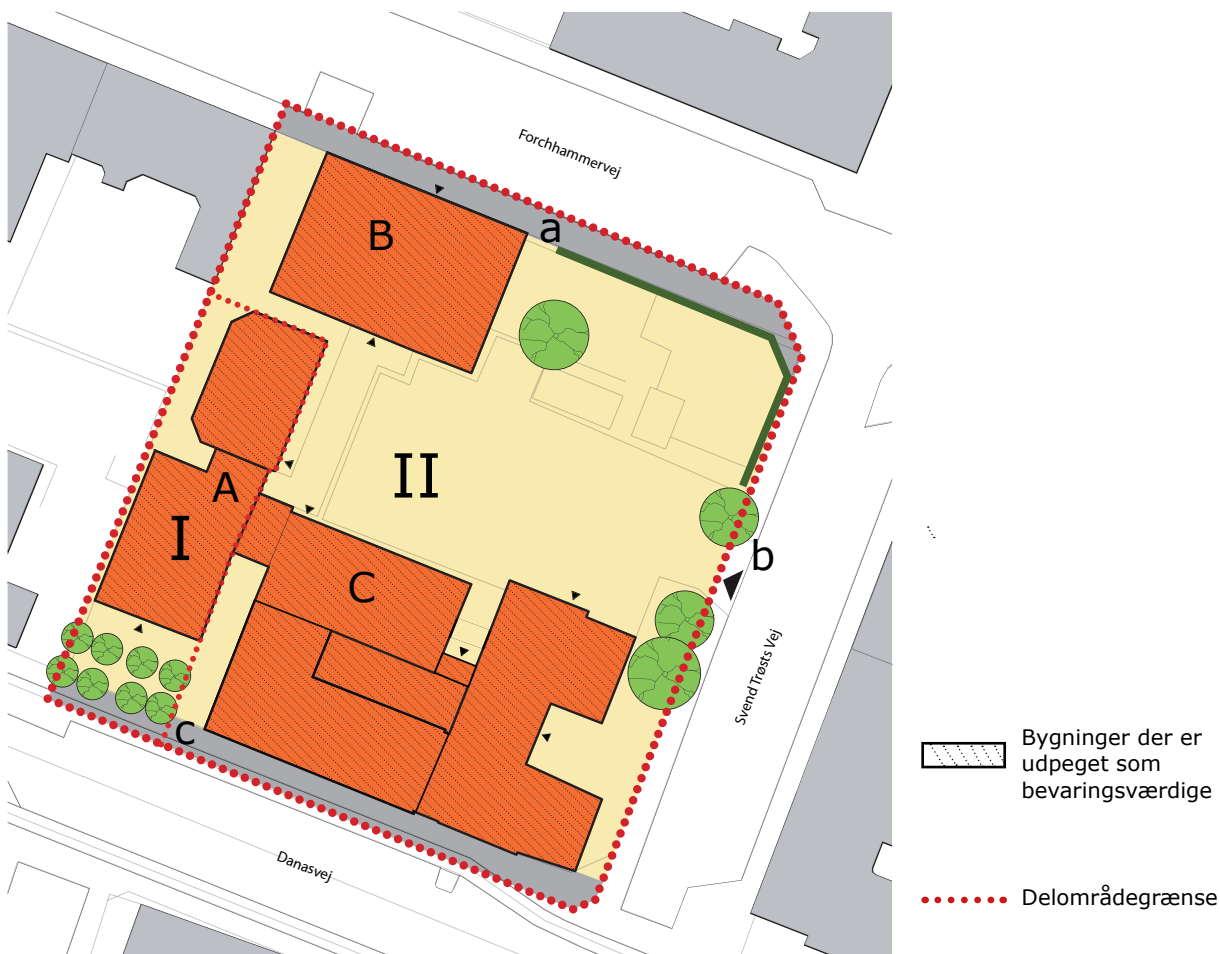 Forchhammervej
B
a
II
A
I
b
C
Svend Trøsts Vej
c
Danasvej
Bygninger der er
udpeget som
bevaringsværdige
Delområdegrænse